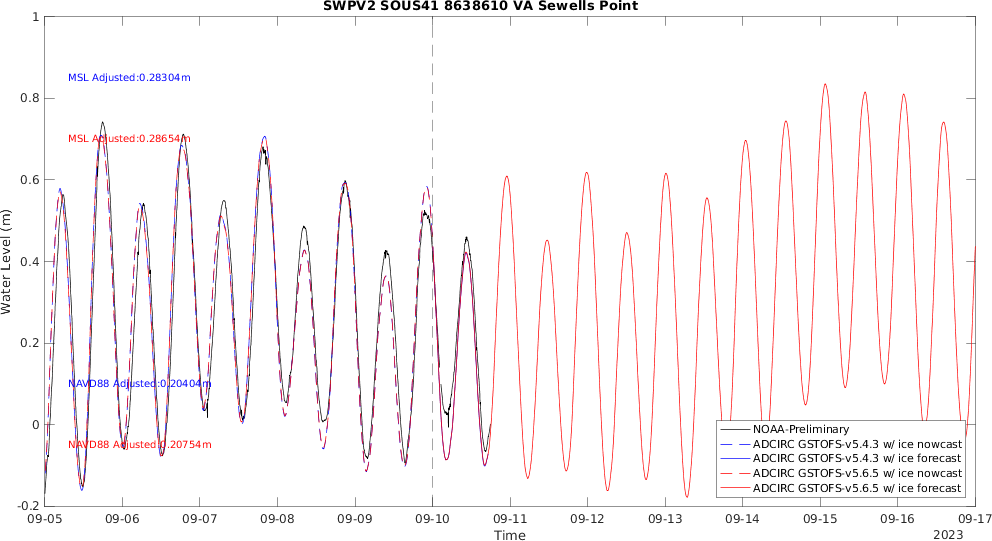 SWPV2 SOUS41 8638610 VA Sewells Point
1
0.8
0.6
0.4
0.2
0
-0.2
Water Level (m)
MSL Adjusted:0.28304m
MSL Adjusted:0.28654m
NAVD88 Adjusted:0.20404m
NAVD88 Adjusted:0.20754m
NOAA-Preliminary
ADCIRC GSTOFS-v5.4.3 w/ ice nowcast
ADCIRC GSTOFS-v5.4.3 w/ ice forecast
ADCIRC GSTOFS-v5.6.5 w/ ice nowcast
ADCIRC GSTOFS-v5.6.5 w/ ice forecast
09-05 09-06 09-07 09-08 09-09 09-10 09-11 09-12 09-13 09-14 09-15 09-16 09-17
Time
2023